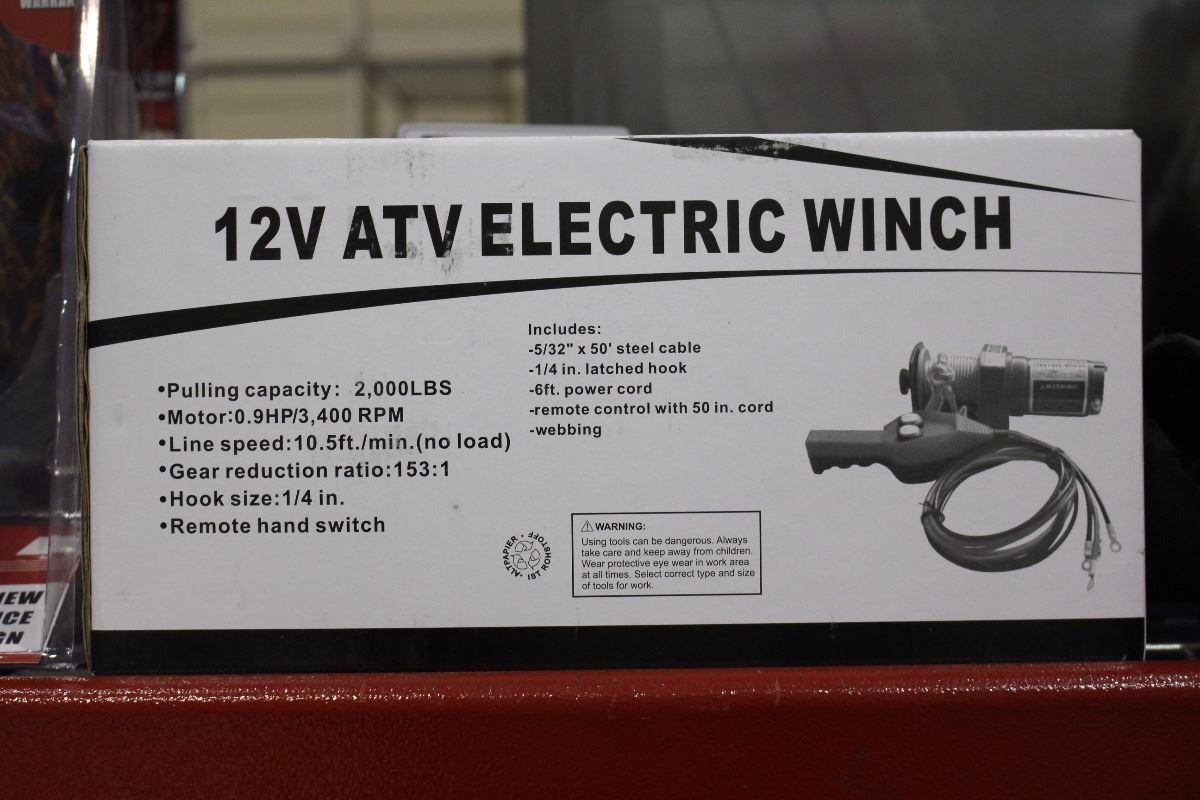 12V ATV ELECTRIC WINCH
•Pulling capacity: 2,000LBS
•Motor:0.9HP/3,400 RPM
•Line speed:10.5ft./min.(no load)
•Gear reduction ratio:153:1
•Hook size:1/4 in.
•Remote hand switch
Includes:
-5/32" x 50' steel cable
-1/4 in. latched hook
-6ft. power cord
-remote control with 50 in. cord
-webbing
ALTPAPIER • IST ROHSTOFF •
⚠WARNING:
Using tools can be dangerous. Always
take care and keep away from children.
Wear protective eye wear in work area
at all times. Select correct type and size
of tools for work.
WARNING!